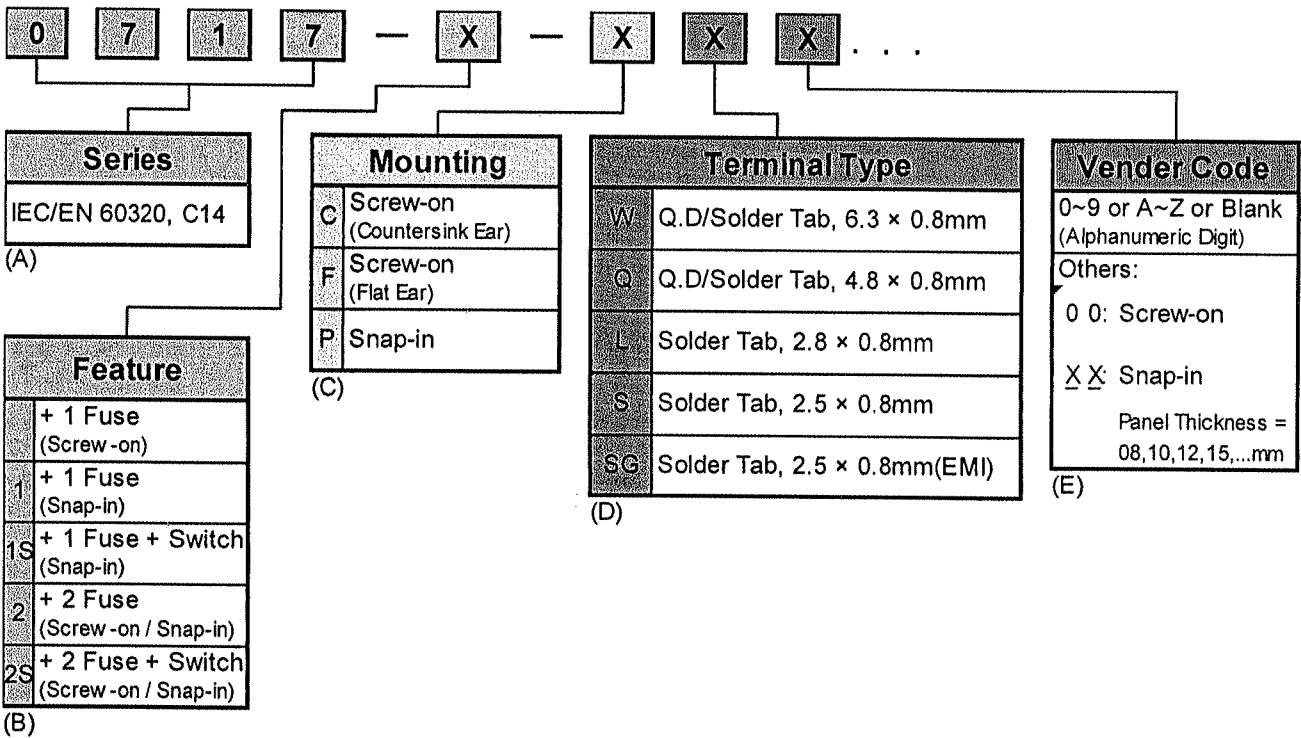 0 7 1 7 — X — X X X . . .
Series
IEC/EN 60320, C14
(A)
Feature
+ 1 Fuse
(Screw-on)
1 + 1 Fuse
(Snap-in)
1S + 1 Fuse + Switch
(Snap-in)
2 + 2 Fuse
(Screw-on / Snap-in)
2S + 2 Fuse + Switch
(Screw-on / Snap-in)
(B)
Mounting
C Screw-on
(Countersink Ear)
F Screw-on
(Flat Ear)
P Snap-in
(C)
Terminal Type
W Q.D/Solder Tab, 6.3 × 0.8mm
Q Q.D/Solder Tab, 4.8 × 0.8mm
L Solder Tab, 2.8 × 0.8mm
S Solder Tab, 2.5 × 0.8mm
SG Solder Tab, 2.5 × 0.8mm(EMI)
(D)
Vender Code
0~9 or A~Z or Blank
(Alphanumeric Digit)
Others:
0 0: Screw-on
X X: Snap-in
Panel Thickness =
08,10,12,15,...mm
(E)